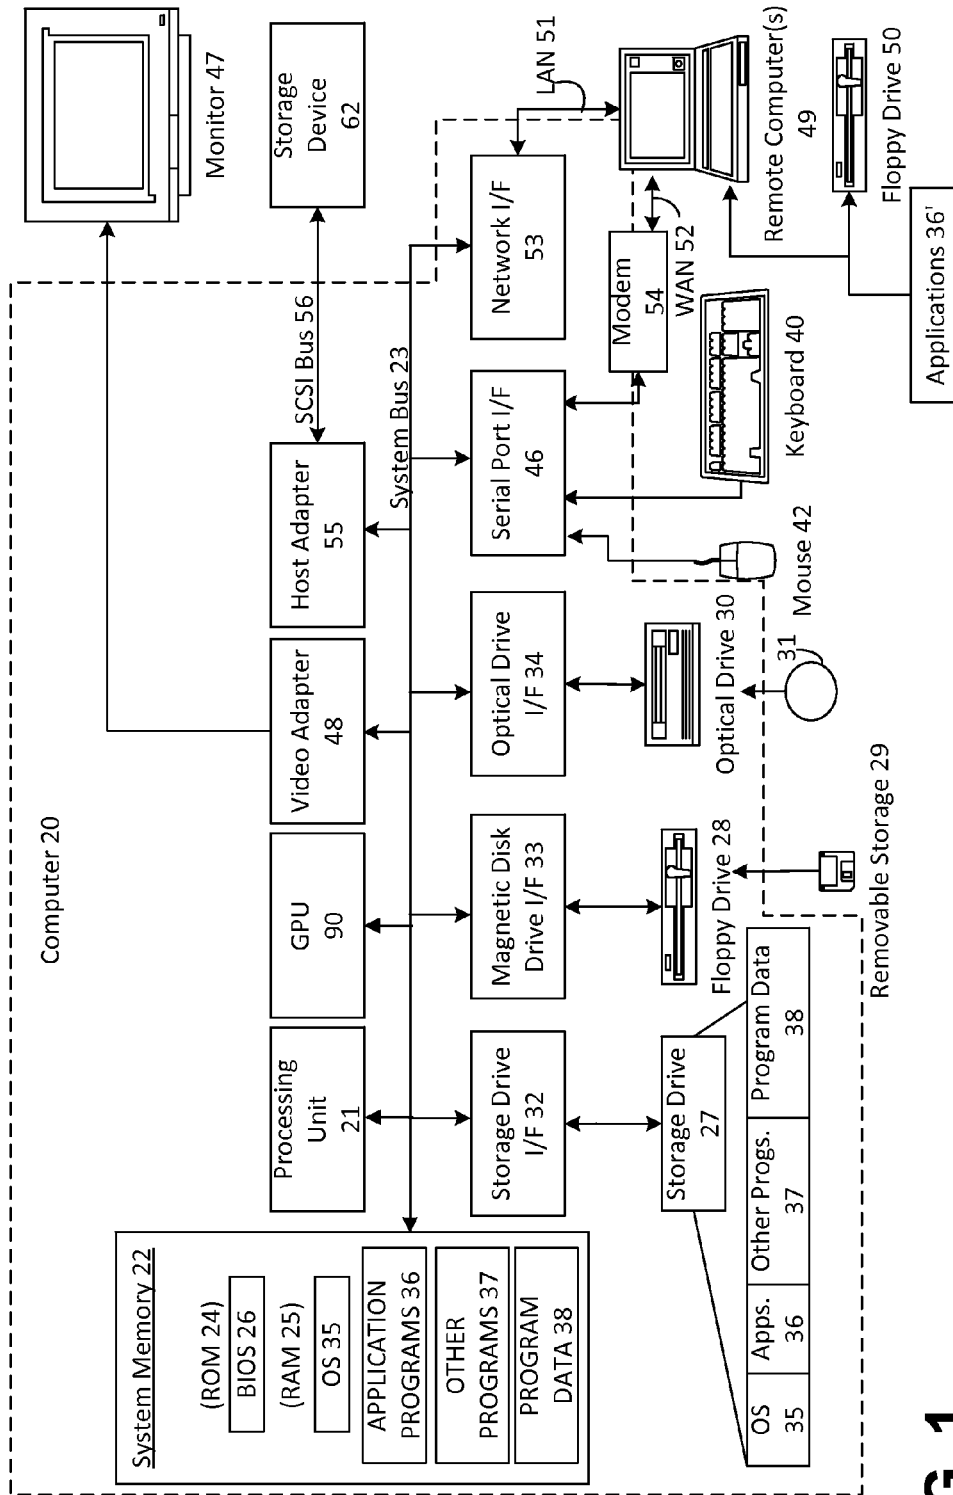 Computer 20
Monitor 47
System Memory 22
(ROM 24)
BIOS 26
(RAM 25)
OS 35
APPLICATION
PROGRAMS 36
OTHER
PROGRAMS 37
PROGRAM
DATA 38
Processing
Unit
21
GPU
90
Video Adapter
48
Host Adapter
55
SCSI Bus 56
Storage
Device
62
System Bus 23
Storage Drive
I/F 32
Magnetic Disk
Drive I/F 33
Optical Drive
I/F 34
Serial Port I/F
46
Network I/F
53
LAN 51
Storage Drive
27
Floppy Drive 28
Optical Drive 30
Modem
54
WAN 52
OS
35
Apps.
36
Other Progs.
37
Program Data
38
31
Mouse 42
Keyboard 40
Remote Computer(s)
49
Removable Storage 29
Floppy Drive 50
Applications 36'
G 1